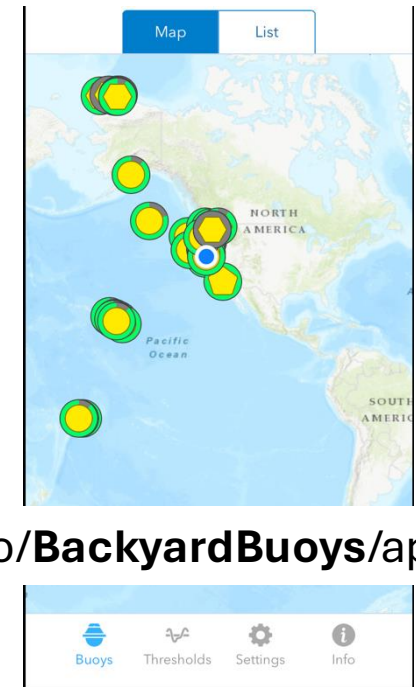 Map List
NORTH
AMERICA
Pacific
Ocean
SOUTH
AMERIC
o/BackyardBuoys/ap
Buoys Thresholds Settings Info